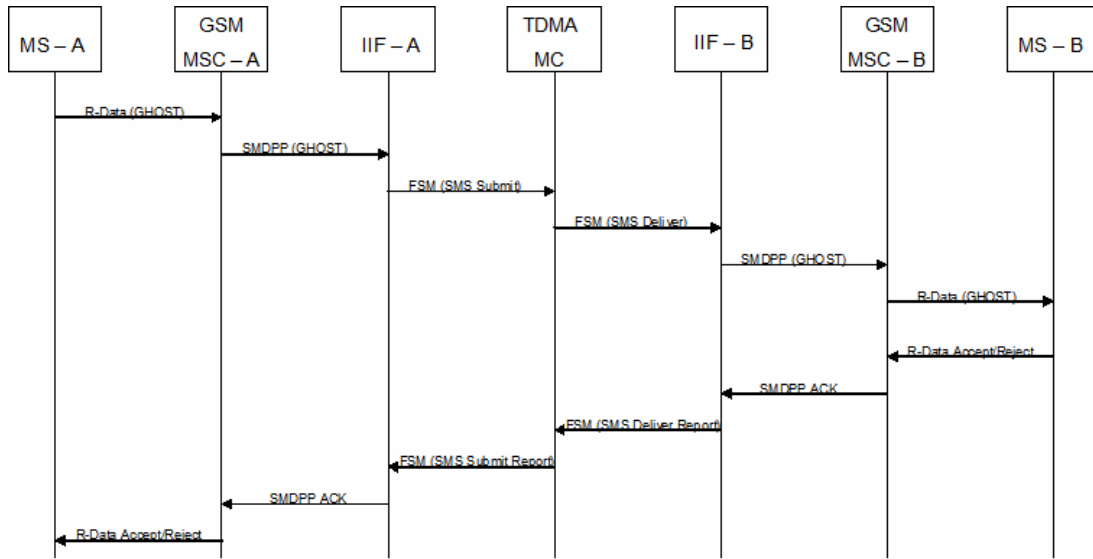 MS – A
GSM
MSC – A
IIF – A
TDMA
MC
IIF – B
GSM
MSC – B
MS – B
R-Data (GHOST)
SMDPP (GHOST)
FSM (SMS Submit)
FSM (SMS Deliver)
SMDPP (GHOST)
R-Data (GHOST)
R-Data Accept/Reject
SMDPP ACK
FSM (SMS Deliver Report)
FSM (SMS Submit Report)
SMDPP ACK
R-Data Accept/Reject